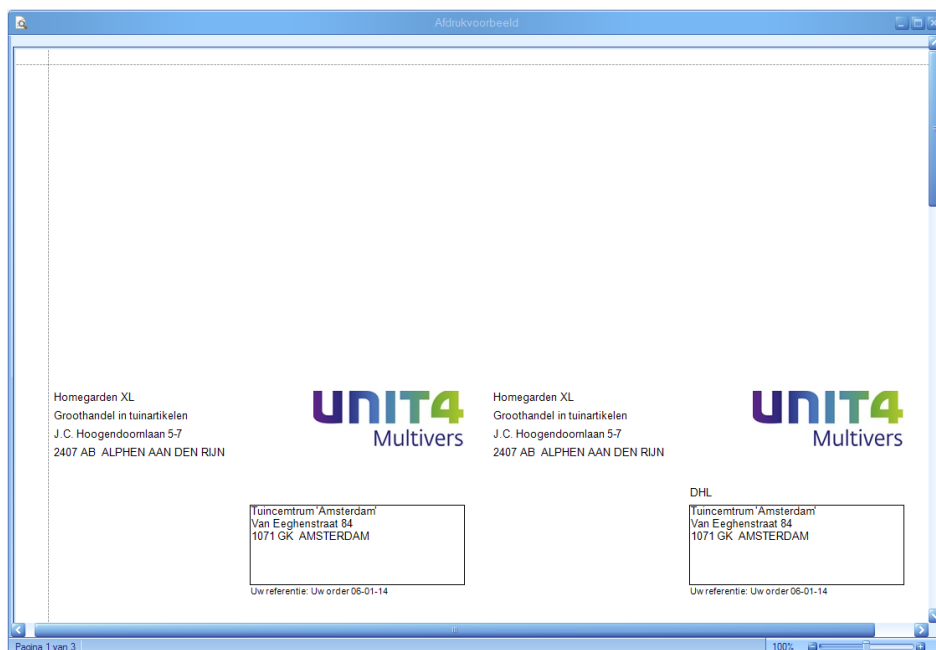 Afdrukvoorbeeld
Homegarden XL
Groothandel in tuinartikelen
J.C. Hoogendoornlaan 5-7
2407 AB ALPHEN AAN DEN RIJN
UNIT4
Multivers
Homegarden XL
Groothandel in tuinartikelen
J.C. Hoogendoornlaan 5-7
2407 AB ALPHEN AAN DEN RIJN
UNIT4
Multivers
Tuincemtrum 'Amsterdam'
Van Eeghenstraat 84
1071 GK AMSTERDAM
Uw referentie: Uw order 06-01-14
DHL
Tuincemtrum 'Amsterdam'
Van Eeghenstraat 84
1071 GK AMSTERDAM
Uw referentie: Uw order 06-01-14
Pagina 1 van 3
100%